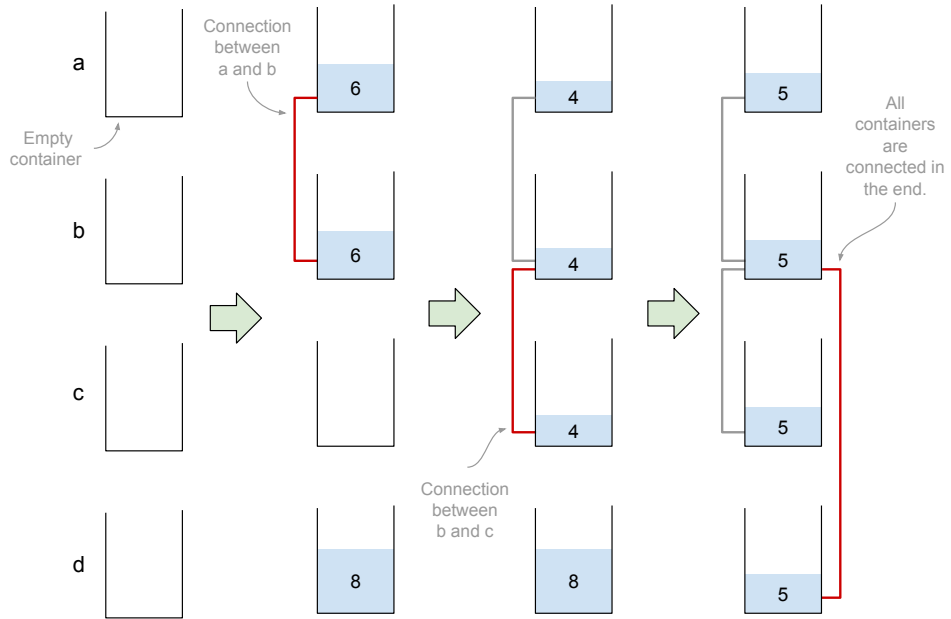 a
Empty
container
b
c
d
Connection
between
a and b
6
6
8
4
4
4
8
Connection
between
b and c
5
5
5
5
All
containers
are
connected in
the end.